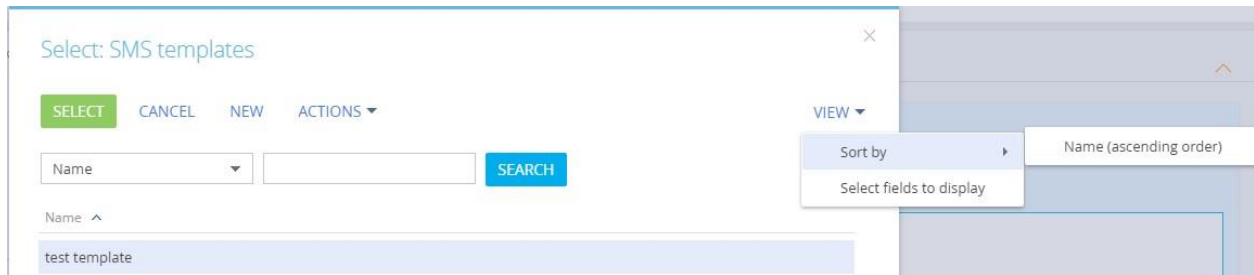 Select: SMS templates
SELECT CANCEL NEW ACTIONS VIEW
Sort by Name (ascending order)
Name SEARCH
Select fields to display
Name
test template